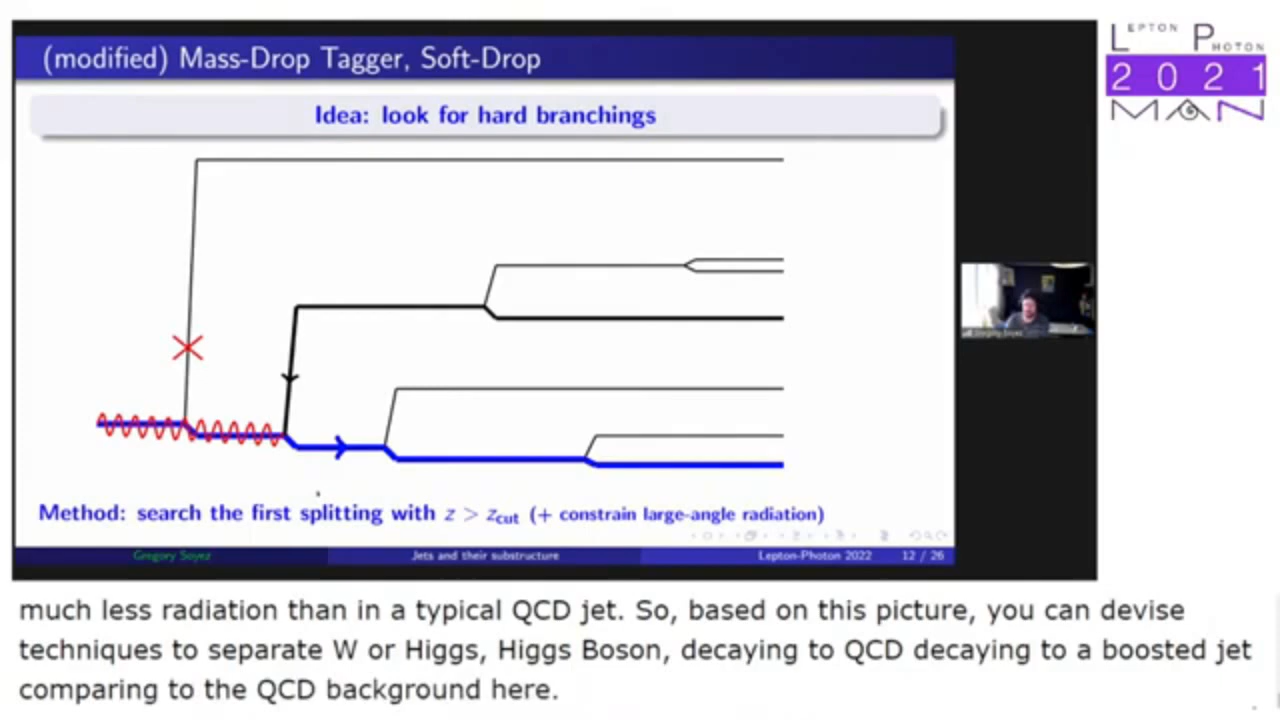 (modified) Mass-Drop Tagger, Soft-Drop
Idea: look for hard branchings
Method: search the first splitting with z > zcut (+ constrain large-angle radiation)
Gregory Soyez Jets and their substructure Lepton-Photon 2022 12 / 26
LEPTON PHOTON
2021
MAN
Gregory Soyez
much less radiation than in a typical QCD jet. So, based on this picture, you can devise
techniques to separate W or Higgs, Higgs Boson, decaying to QCD decaying to a boosted jet
comparing to the QCD background here.